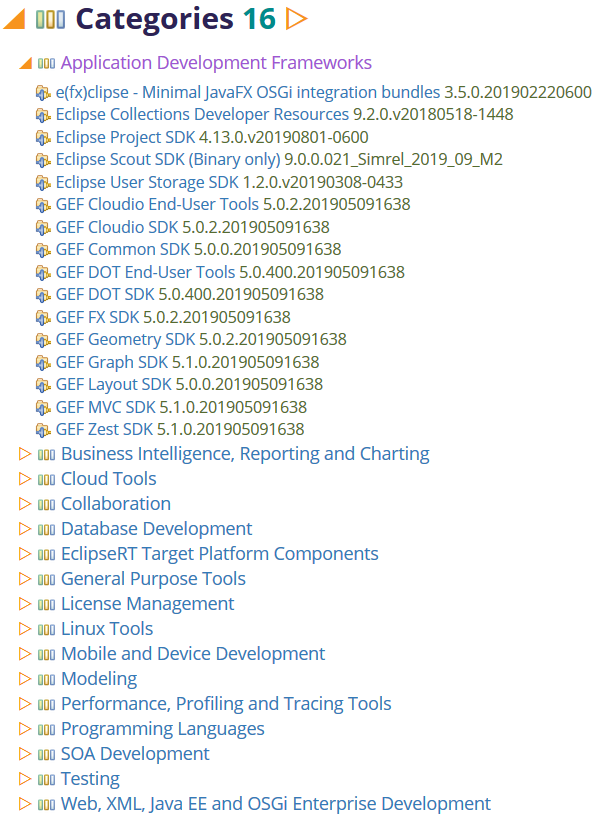 Categories 16
Application Development Frameworks
e(fx)clipse - Minimal JavaFX OSGi integration bundles 3.5.0.201902220600
Eclipse Collections Developer Resources 9.2.0.v20180518-1448
Eclipse Project SDK 4.13.0.v20190801-0600
Eclipse Scout SDK (Binary only) 9.0.0.021_Simrel_2019_09_M2
Eclipse User Storage SDK 1.2.0.v20190308-0433
GEF Cloudio End-User Tools 5.0.2.201905091638
GEF Cloudio SDK 5.0.2.201905091638
GEF Common SDK 5.0.0.201905091638
GEF DOT End-User Tools 5.0.400.201905091638
GEF DOT SDK 5.0.400.201905091638
GEF FX SDK 5.0.2.201905091638
GEF Geometry SDK 5.0.2.201905091638
GEF Graph SDK 5.1.0.201905091638
GEF Layout SDK 5.0.0.201905091638
GEF MVC SDK 5.1.0.201905091638
GEF Zest SDK 5.1.0.201905091638
Business Intelligence, Reporting and Charting
Cloud Tools
Collaboration
Database Development
EclipseRT Target Platform Components
General Purpose Tools
License Management
Linux Tools
Mobile and Device Development
Modeling
Performance, Profiling and Tracing Tools
Programming Languages
SOA Development
Testing
Web, XML, Java EE and OSGi Enterprise Development